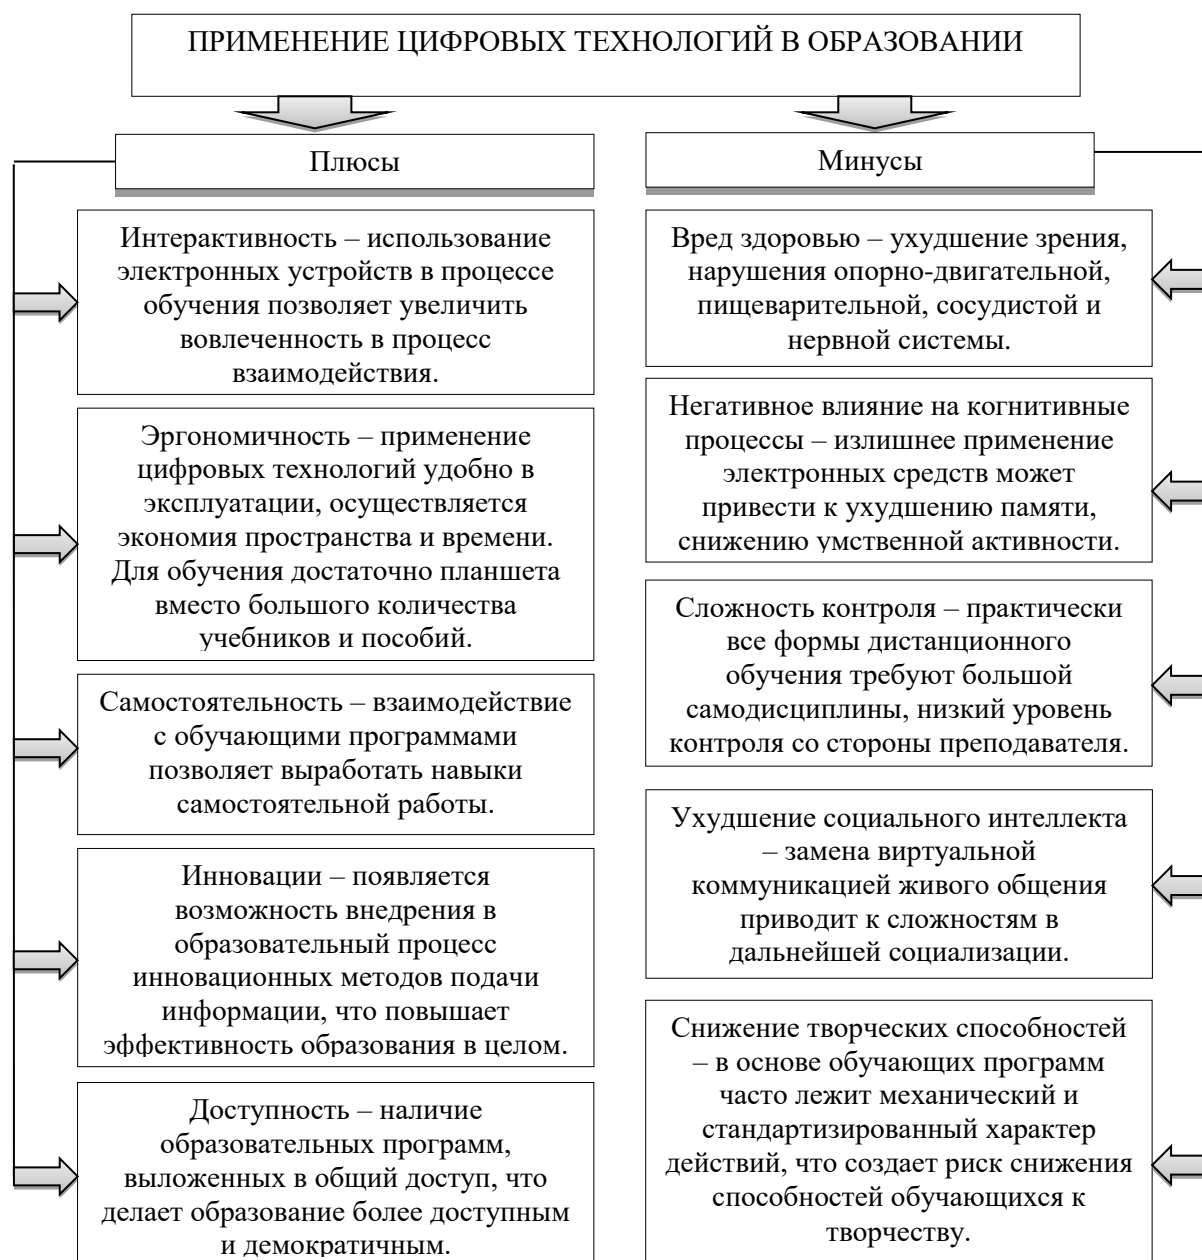 ПРИМЕНЕНИЕ ЦИФРОВЫХ ТЕХНОЛОГИЙ В ОБРАЗОВАНИИ
Плюсы
Интерактивность – использование
электронных устройств в процессе
обучения позволяет увеличить
вовлеченность в процесс
взаимодействия.
Эргономичность – применение
цифровых технологий удобно в
эксплуатации, осуществляется
экономия пространства и времени.
Для обучения достаточно планшета
вместо большого количества
учебников и пособий.
Самостоятельность – взаимодействие
с обучающими программами
позволяет выработать навыки
самостоятельной работы.
Инновации – появляется
возможность внедрения в
образовательный процесс
инновационных методов подачи
информации, что повышает
эффективность образования в целом.
Доступность – наличие
образовательных программ,
выложенных в общий доступ, что
делает образование более доступным
и демократичным.
Минусы
Вред здоровью – ухудшение зрения,
нарушения опорно-двигательной,
пищеварительной, сосудистой и
нервной системы.
Негативное влияние на когнитивные
процессы – излишнее применение
электронных средств может
привести к ухудшению памяти,
снижению умственной активности.
Сложность контроля – практически
все формы дистанционного
обучения требуют большой
самодисциплины, низкий уровень
контроля со стороны преподавателя.
Ухудшение социального интеллекта
– замена виртуальной
коммуникацией живого общения
приводит к сложностям в
дальнейшей социализации.
Снижение творческих способностей
– в основе обучающих программ
часто лежит механический и
стандартизированный характер
действий, что создает риск снижения
способностей обучающихся к
творчеству.